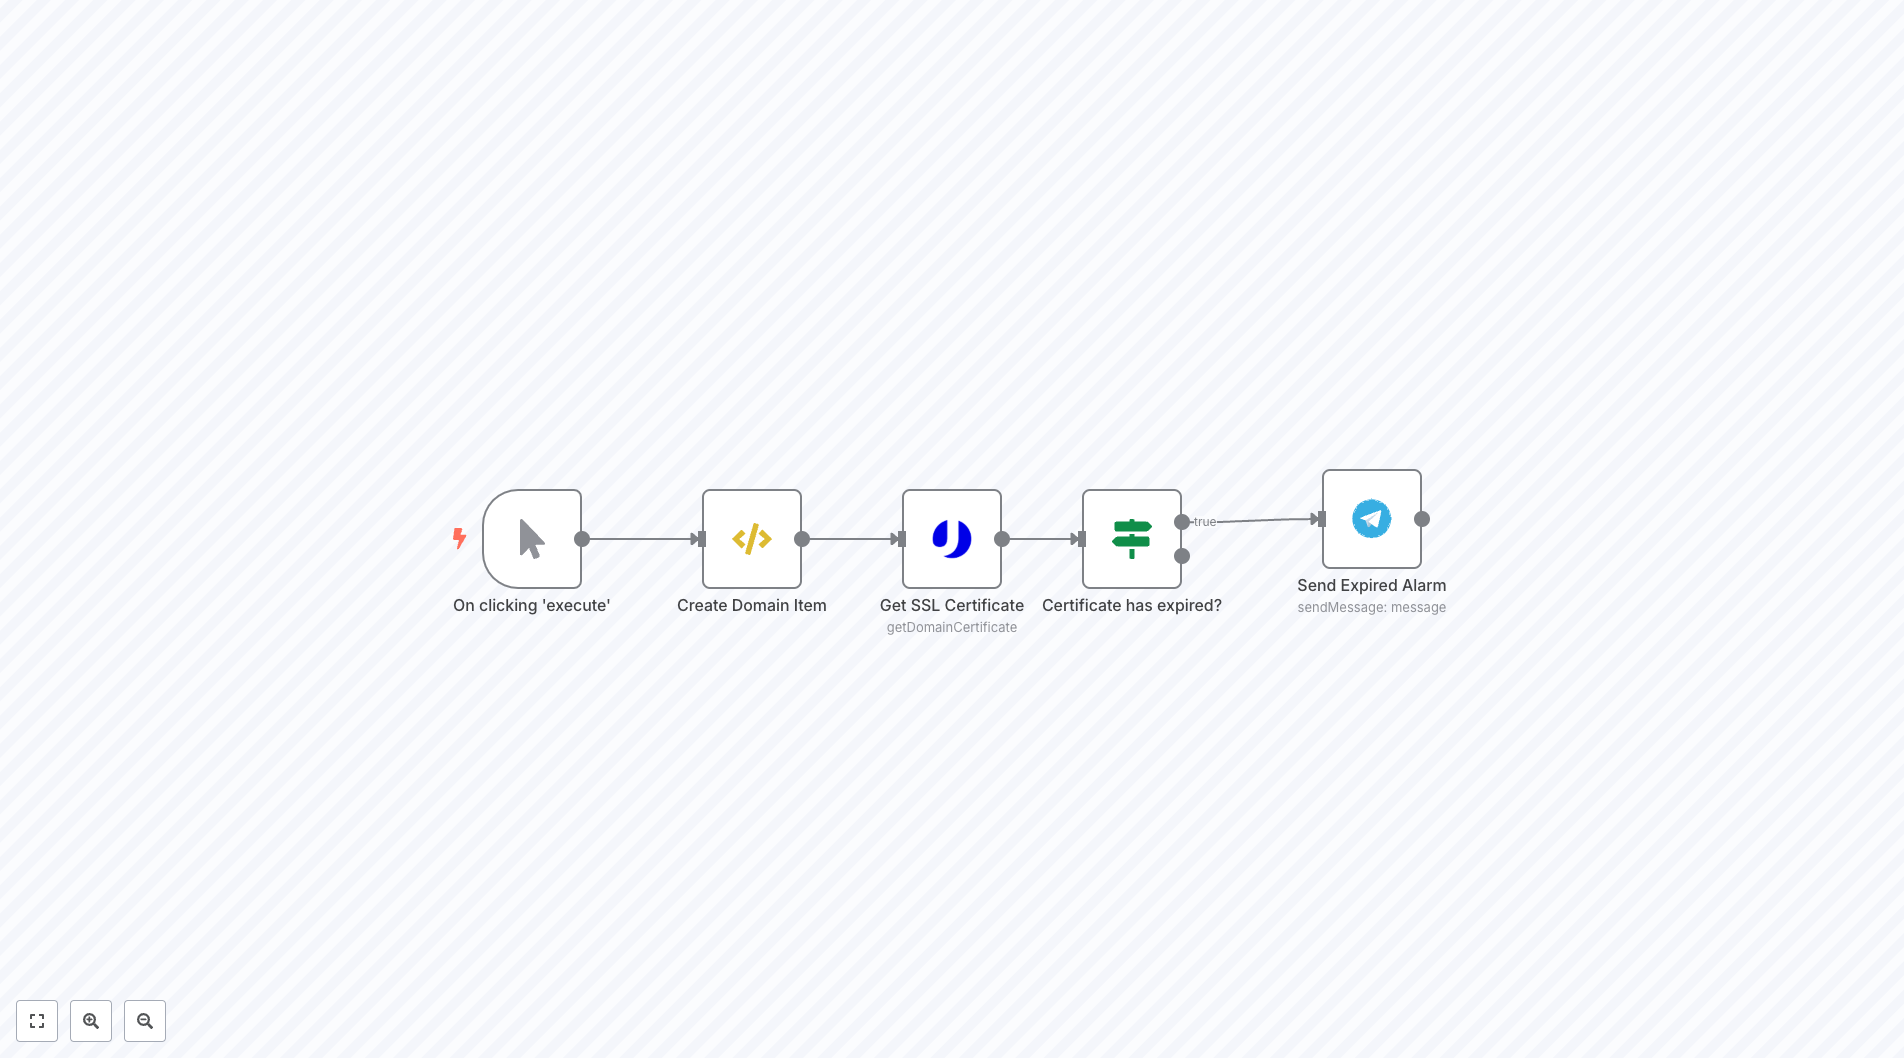 On clicking 'execute'
Create Domain Item
Get SSL Certificate
getDomainCertificate
Certificate has expired?
true
Send Expired Alarm
sendMessage: message